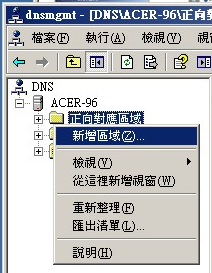 dnsmgmt - [DNS\ACER-96\正向對
檔案(F) 執行(A) 檢視(V) 視
DNS
ACER-96
正向對應區域
新增區域(Z)...
檢視(V)
從這裡新增視窗(W)
重新整理(F)
匯出清單(L)...
說明(H)